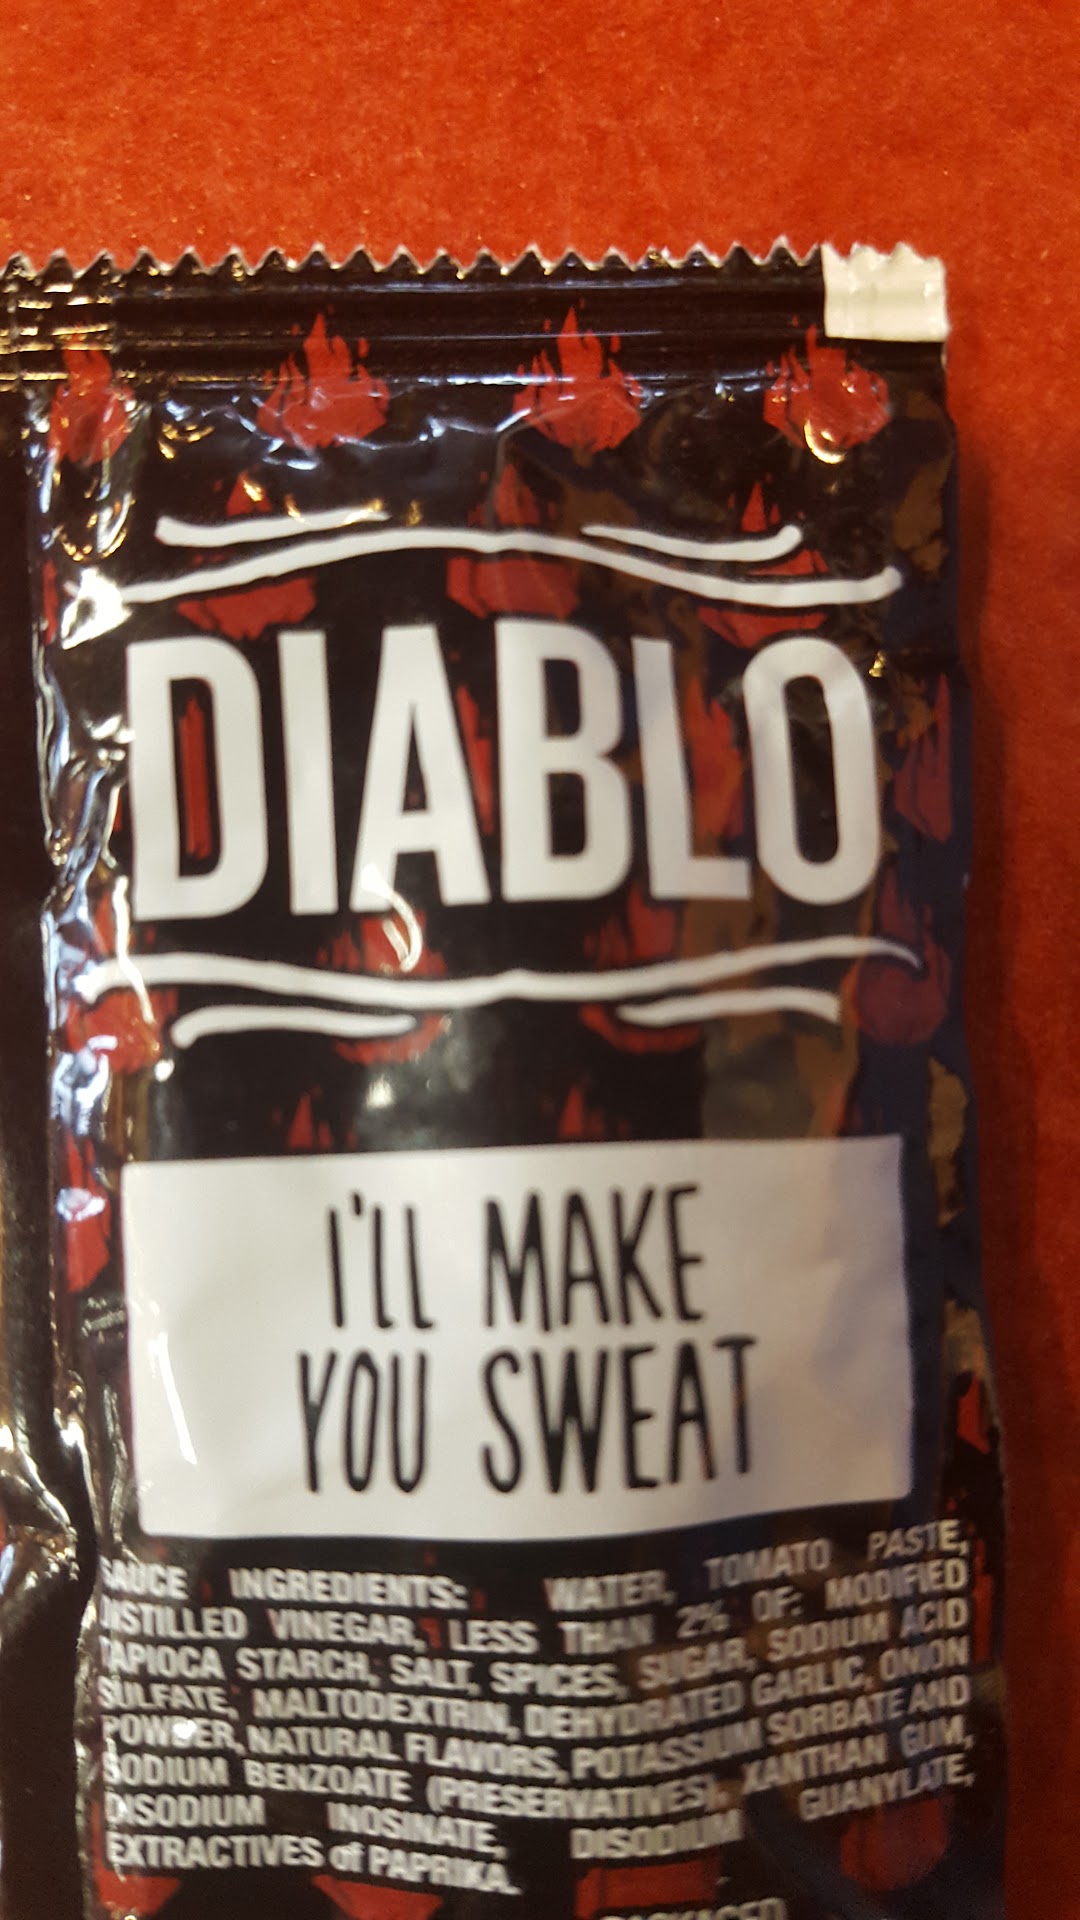 DIABLO
I'LL MAKE
YOU SWEAT
SAUCE INGREDIENTS: WATER, TOMATO PASTE,
DISTILLED VINEGAR, LESS THAN 2% OF: MODIFIED
TAPIOCA STARCH, SALT, SPICES, SUGAR, SODIUM ACID
SULFATE, MALTODEXTRIN, DEHYDRATED GARLIC, ONION
POWDER, NATURAL FLAVORS, POTASSIUM SORBATE AND
SODIUM BENZOATE (PRESERVATIVES), XANTHAN GUM,
DISODIUM INOSINATE, DISODIUM GUANYLATE,
EXTRACTIVES of PAPRIKA.
PACKAGED